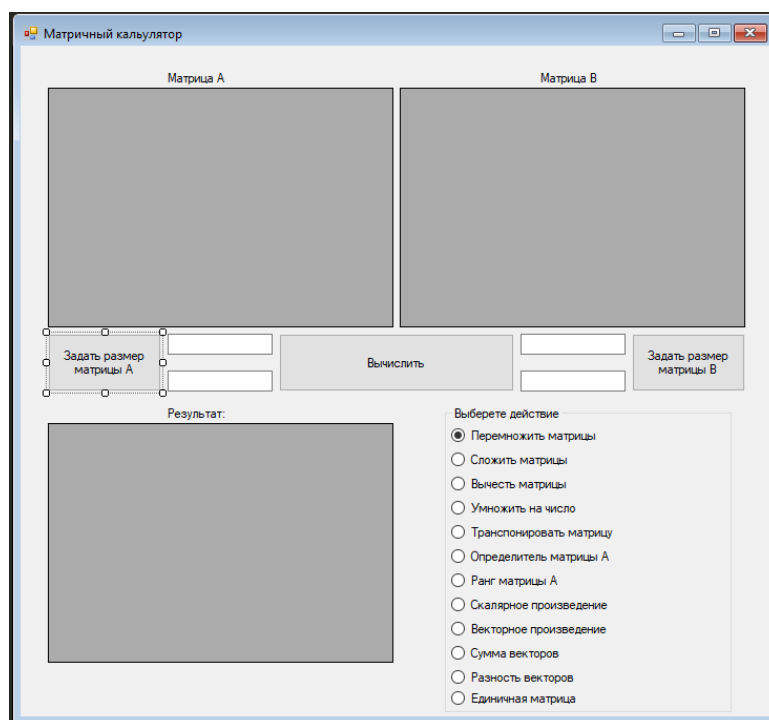 Матричный кальулятор
Матрица А
Матрица В
Задать размер
матрицы А
Вычислить
Задать размер
матрицы В
Результат:
Выберете действие
Перемножить матрицы
Сложить матрицы
Вычесть матрицы
Умножить на число
Транспонировать матрицу
Определитель матрицы А
Ранг матрицы А
Скалярное произведение
Векторное произведение
Сумма векторов
Разность векторов
Единичная матрица